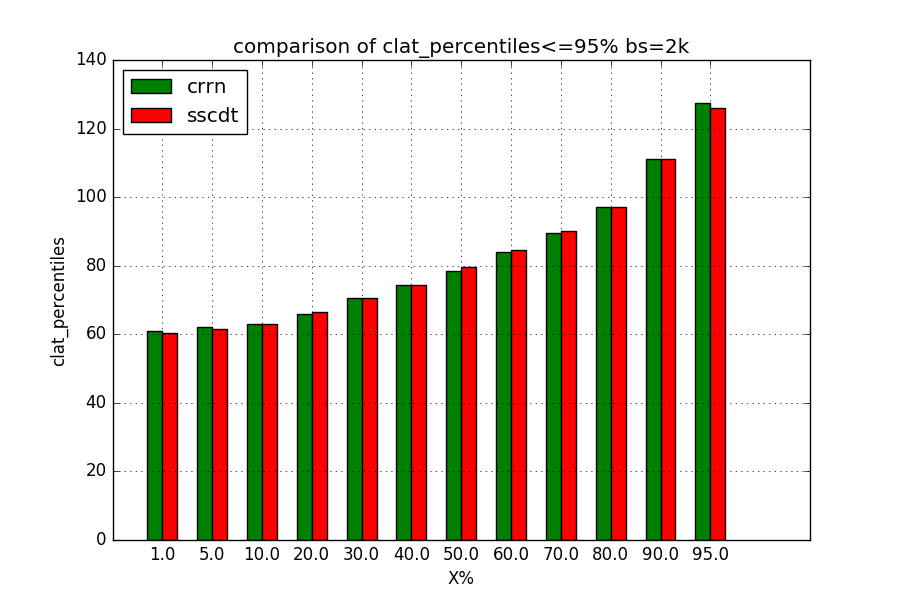 comparison of clat_percentiles<=95% bs=2k
140
120
100
80
60
40
20
0
clat_percentiles
crrn
sscdt
1.0 5.0 10.0 20.0 30.0 40.0 50.0 60.0 70.0 80.0 90.0 95.0
X%